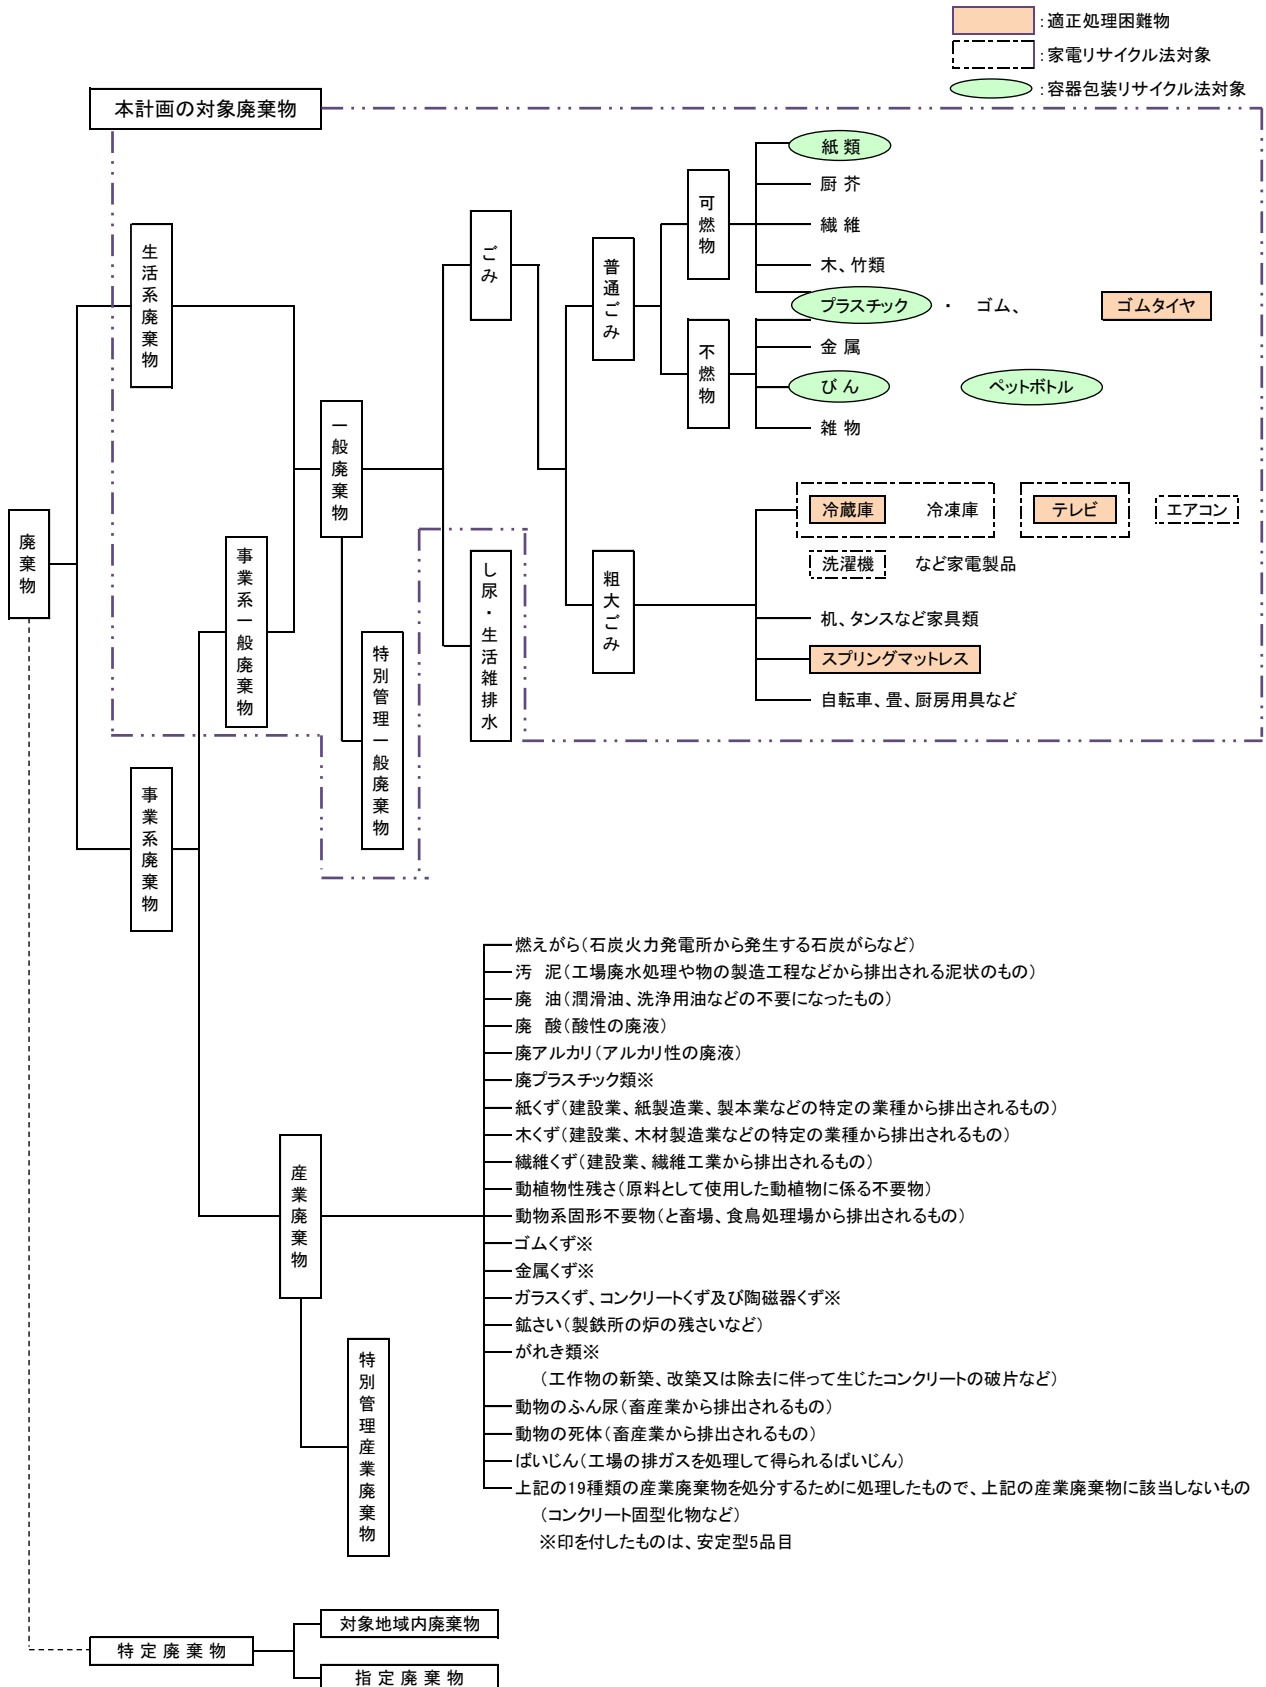 ：適正処理困難物
：家電リサイクル法対象
：容器包装リサイクル法対象
本計画の対象廃棄物
紙 類
厨 芥
繊 維
木、竹類
プラスチック ・ ゴム、 ゴムタイヤ
金 属
びん ペットボトル
雑 物
可燃物
不燃物
普通ごみ
ごみ
生活系廃棄物
一般廃棄物
廃棄物
事業系一般廃棄物
し尿・生活雑排水
粗大ごみ
冷蔵庫 冷凍庫 テレビ エアコン
洗濯機 など家電製品
机、タンスなど家具類
スプリングマットレス
自転車、畳、厨房用具など
特別管理一般廃棄物
事業系廃棄物
産業廃棄物
燃えがら（石炭火力発電所から発生する石炭がらなど）
汚 泥（工場廃水処理や物の製造工程などから排出される泥状のもの）
廃 油（潤滑油、洗浄用油などの不要になったもの）
廃 酸（酸性の廃液）
廃アルカリ（アルカリ性の廃液）
廃プラスチック類※
紙くず（建設業、紙製造業、製本業などの特定の業種から排出されるもの）
木くず（建設業、木材製造業などの特定の業種から排出されるもの）
繊維くず（建設業、繊維工業から排出されるもの）
動植物性残さ（原料として使用した動植物に係る不要物）
動物系固形不要物（と畜場、食鳥処理場から排出されるもの）
ゴムくず※
金属くず※
ガラスくず、コンクリートくず及び陶磁器くず※
鉱さい（製鉄所の炉の残さいなど）
がれき類※
（工作物の新築、改築又は除去に伴って生じたコンクリートの破片など）
動物のふん尿（畜産業から排出されるもの）
動物の死体（畜産業から排出されるもの）
ばいじん（工場の排ガスを処理して得られるばいじん）
上記の19種類の産業廃棄物を処分するために処理したもので、上記の産業廃棄物に該当しないもの
（コンクリート固型化物など）
※印を付したものは、安定型5品目
特別管理産業廃棄物
特 定 廃 棄 物
対象地域内廃棄物
指 定 廃 棄 物